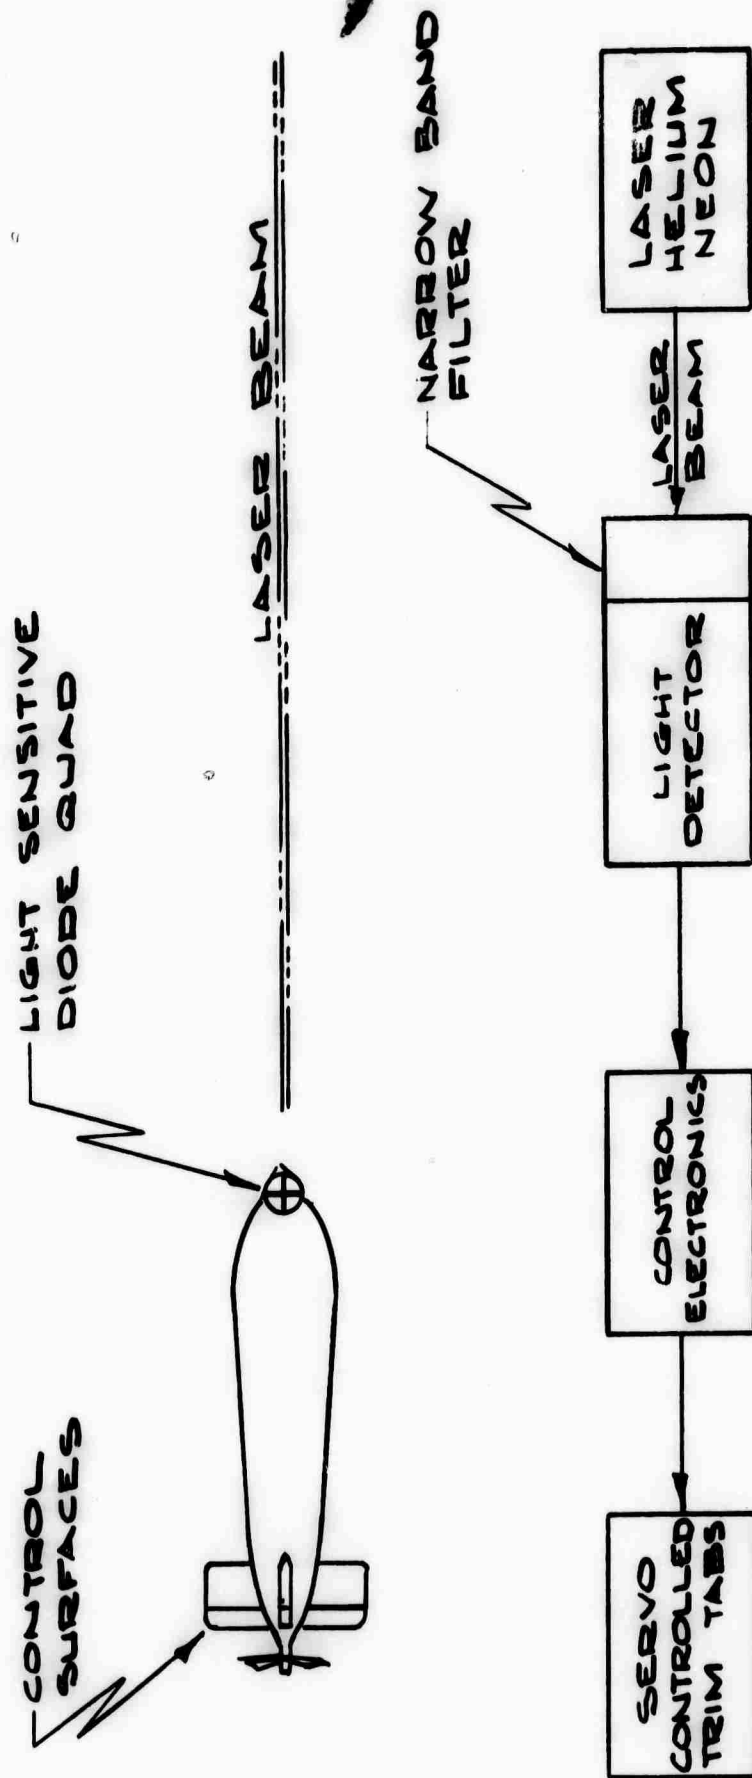 CONTROL
SURFACES
LIGHT SENSITIVE
DIODE QUAD
LASER BEAM
NARROW BAND
FILTER
SERVO
CONTROLLED
TRIM TABS
CONTROL
ELECTRONICS
LIGHT
DETECTOR
LASER
BEAM
LASER
HELIUM
NEON